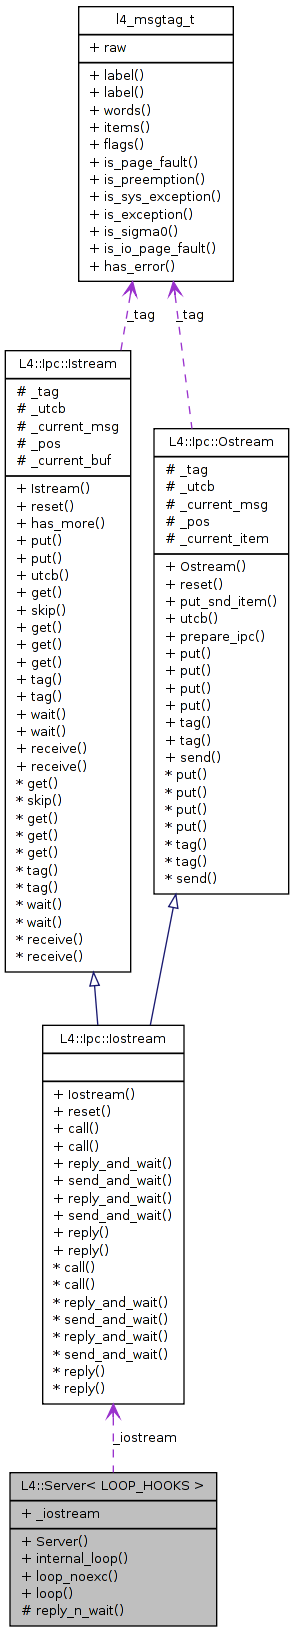 l4_msgtag_t
+ raw
+ label()
+ label()
+ words()
+ items()
+ flags()
+ is_page_fault()
+ is_preemption()
+ is_sys_exception()
+ is_exception()
+ is_sigma0()
+ is_io_page_fault()
+ has_error()
_tag
_tag
L4::Ipc::Istream
# _tag
# _utcb
# _current_msg
# _pos
# _current_buf
+ Istream()
+ reset()
+ has_more()
+ put()
+ put()
+ utcb()
+ get()
+ skip()
+ get()
+ get()
+ get()
+ tag()
+ tag()
+ wait()
+ wait()
+ receive()
+ receive()
* get()
* skip()
* get()
* get()
* get()
* tag()
* tag()
* wait()
* wait()
* receive()
* receive()
L4::Ipc::Ostream
# _tag
# _utcb
# _current_msg
# _pos
# _current_item
+ Ostream()
+ reset()
+ put_snd_item()
+ utcb()
+ prepare_ipc()
+ put()
+ put()
+ put()
+ put()
+ tag()
+ tag()
+ send()
* put()
* put()
* put()
* put()
* tag()
* tag()
* send()
L4::Ipc::Iostream
+ Iostream()
+ reset()
+ call()
+ call()
+ reply_and_wait()
+ send_and_wait()
+ reply_and_wait()
+ send_and_wait()
+ reply()
+ reply()
* call()
* call()
* reply_and_wait()
* send_and_wait()
* reply_and_wait()
* send_and_wait()
* reply()
* reply()
_iostream
L4::Server< LOOP_HOOKS >
+ _iostream
+ Server()
+ internal_loop()
+ loop_noexc()
+ loop()
# reply_n_wait()